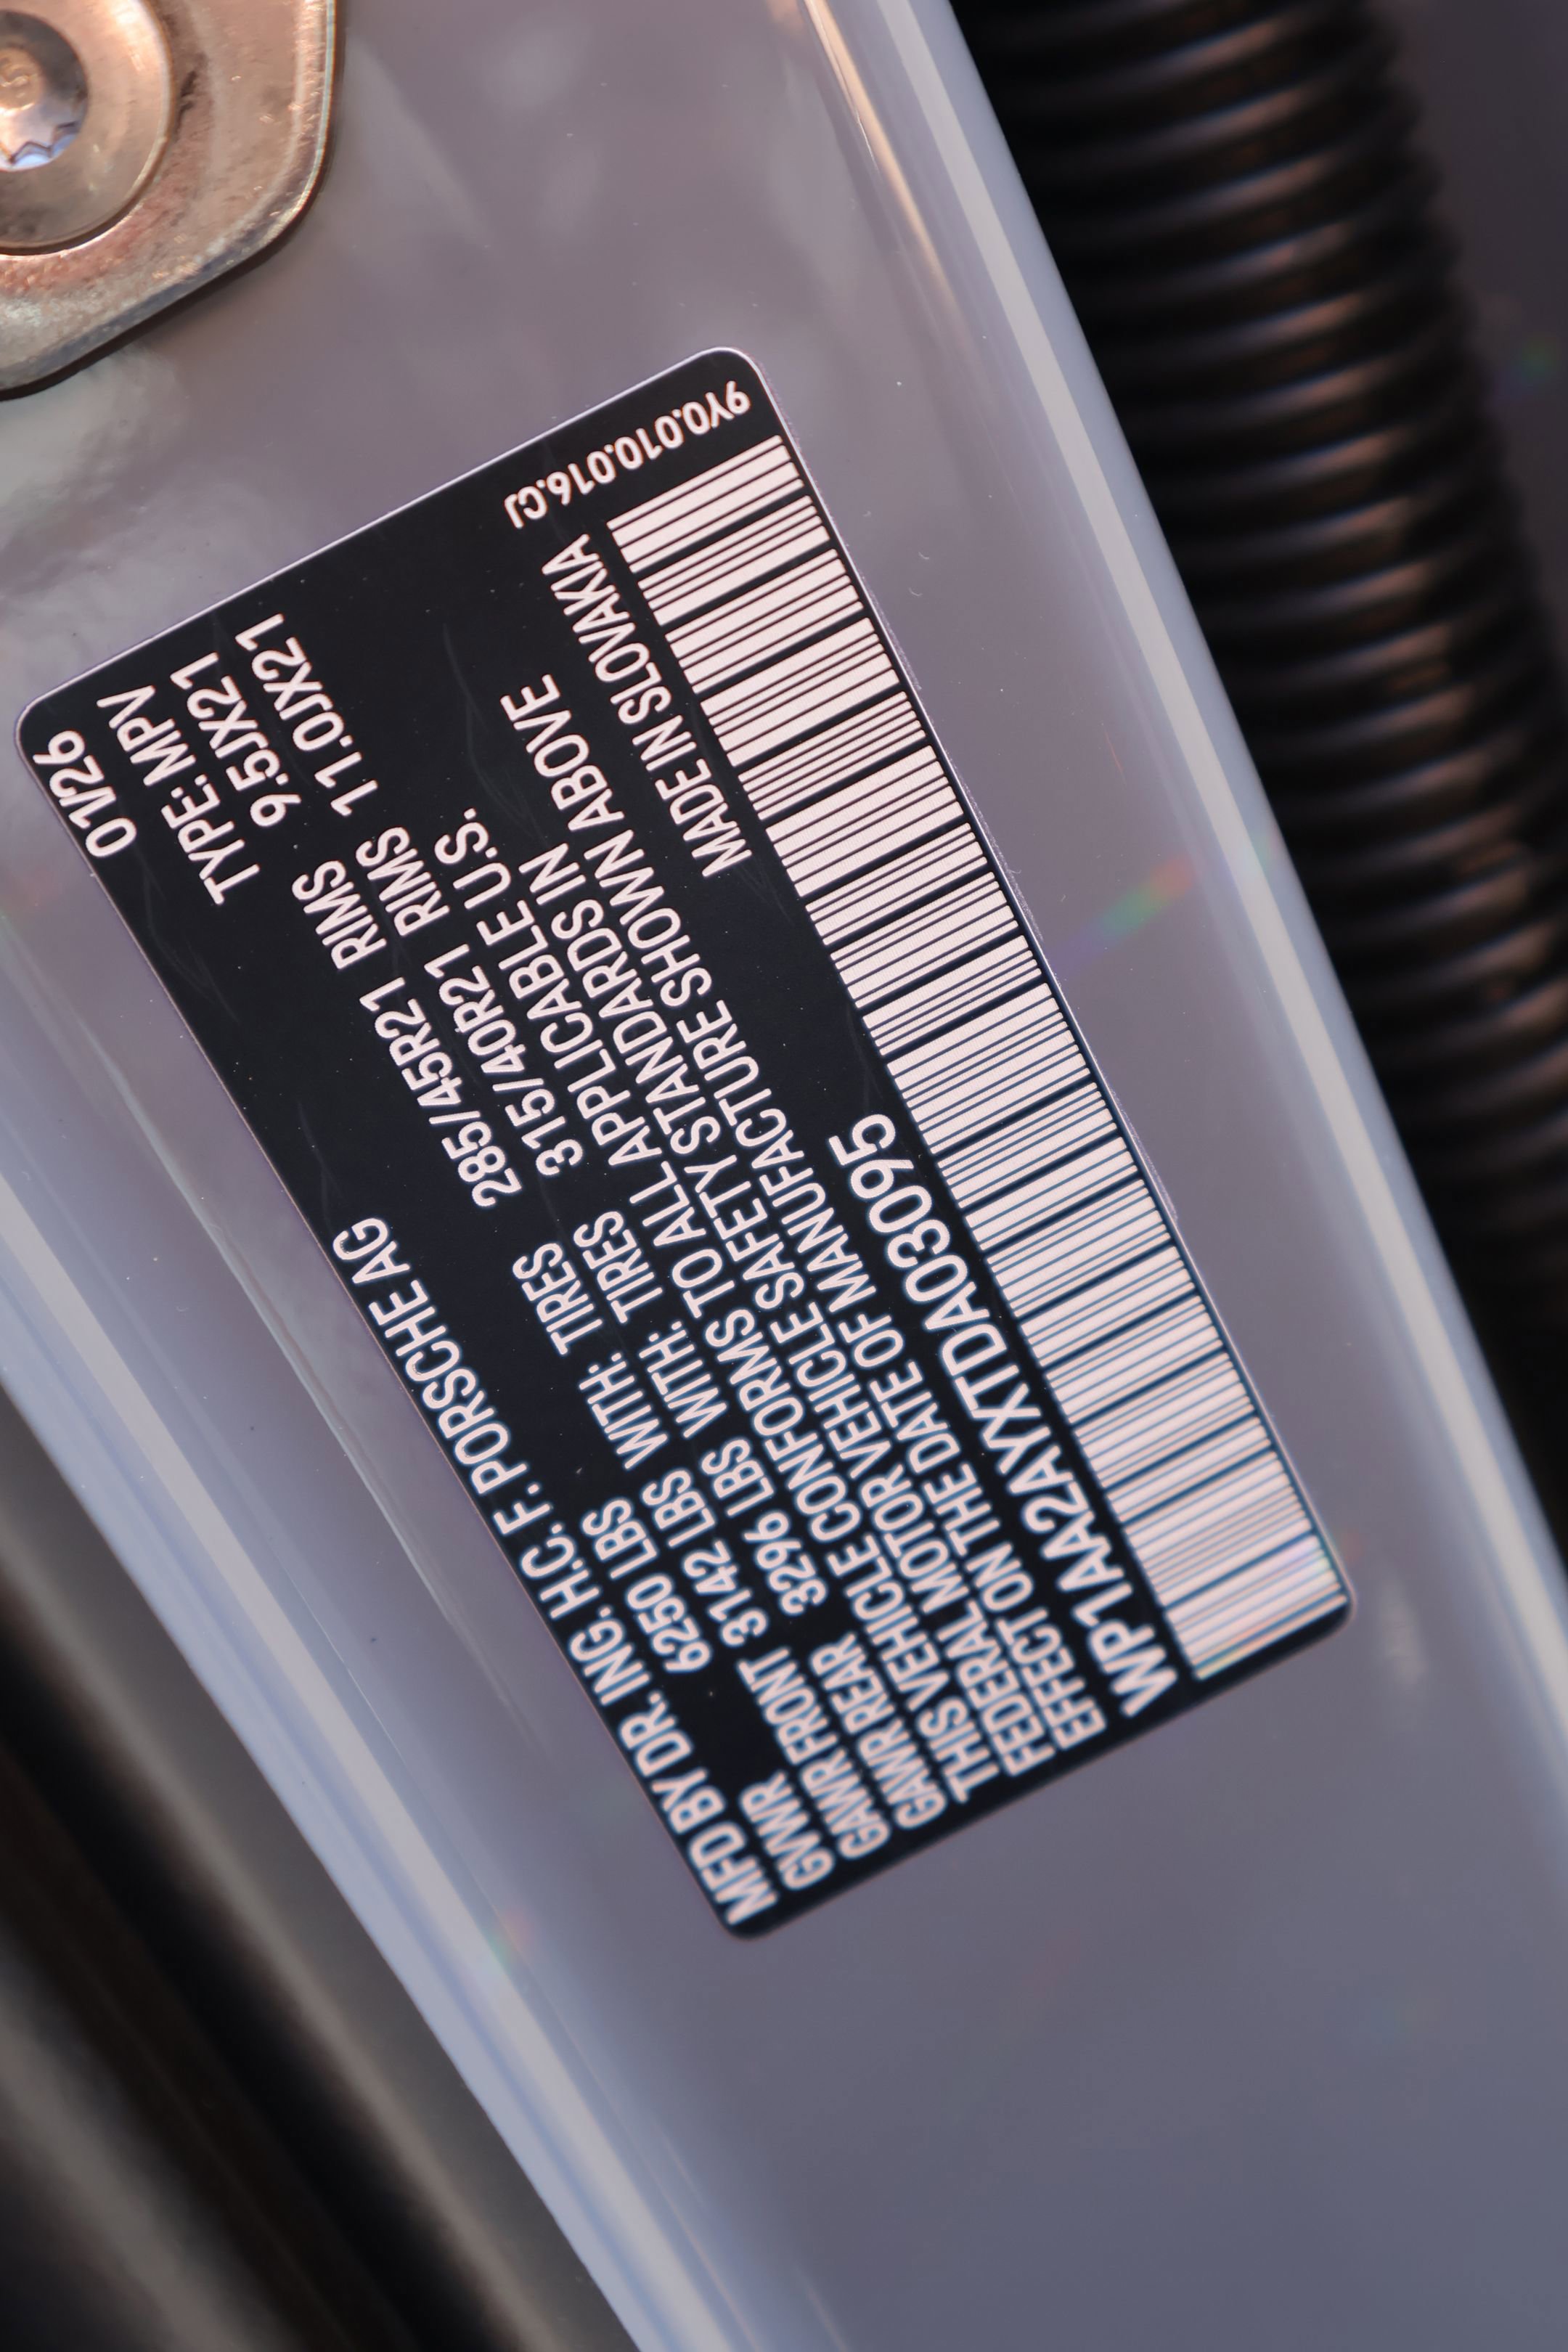 MFD BY DR. ING. H.C. F. PORSCHE AG 01/26
GVWR 6250 LBS TYPE: MPV
GAWR FRONT 3142 LBS WITH: TIRES 285/45R21 RIMS 9.5JX21
GAWR REAR 3296 LBS WITH: TIRES 315/40R21 RIMS 11.0JX21
THIS VEHICLE CONFORMS TO ALL APPLICABLE U.S.
FEDERAL MOTOR VEHICLE SAFETY STANDARDS IN
EFFECT ON THE DATE OF MANUFACTURE SHOWN ABOVE
WP1AA2AYXTDA03095 MADE IN SLOVAKIA
9Y0.010.016.CJ